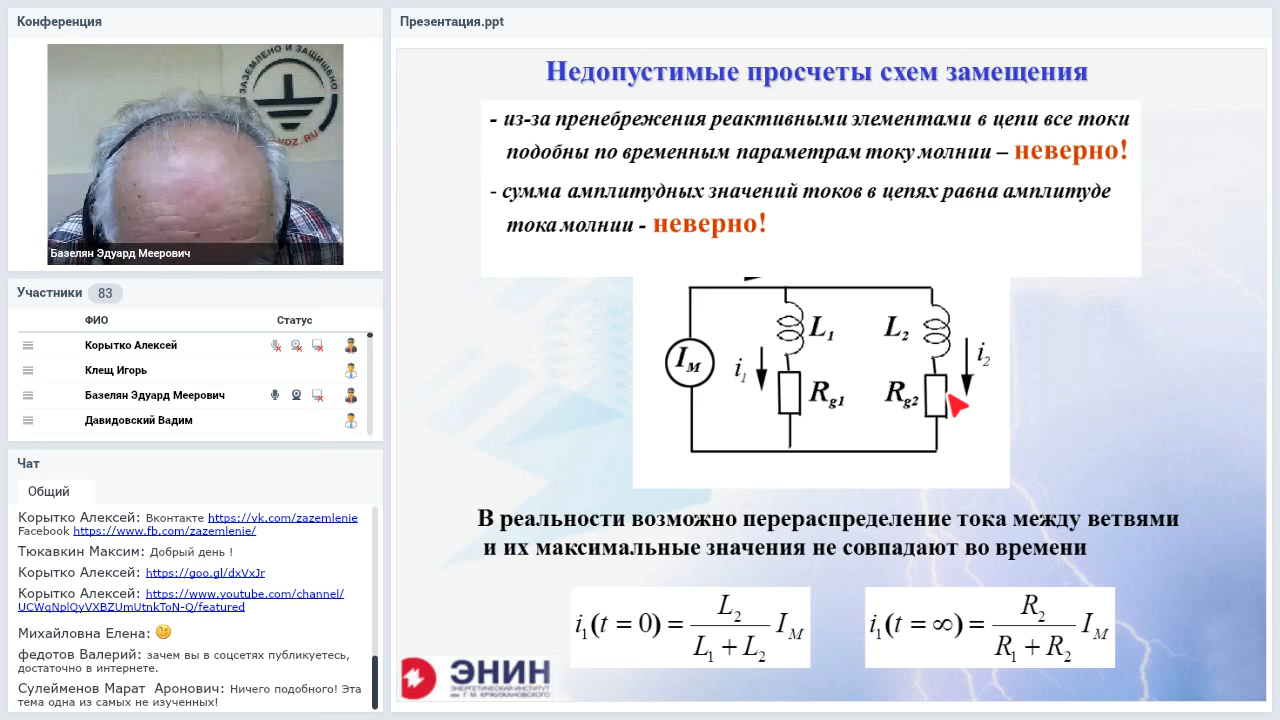 Конференция
ЗАЗЕМЛЕНО И ЗАЩИЩЕНО
Базелян Эдуард Меерович
Участники 83
ФИО Статус
Корытко Алексей
Клещ Игорь
Базелян Эдуард Меерович
Давидовский Вадим
Чат
Общий
Корытко Алексей: Вконтакте https://vk.com/zazemlenie
Facebook https://www.fb.com/zazemlenie/
Тюкавкин Максим: Добрый день !
Корытко Алексей: https://goo.gl/dxVxJr
Корытко Алексей: https://www.youtube.com/channel/
UCWqNplQyVXBZUmUtnkToN-Q/featured
Михайловна Елена:
федотов Валерий: зачем вы в соцсетях публикуетесь,
достаточно в интернете.
Сулейменов Марат Аронович: Ничего подобного! Эта
тема одна из самых не изученных!
Презентация.ppt
Недопустимые просчеты схем замещения
- из-за пренебрежения реактивными элементами в цепи все токи
подобны по временным параметрам току молнии – неверно!
- сумма амплитудных значений токов в цепях равна амплитуде
тока молнии - неверно!
L1 L2
IM i1 i2
Rg1 Rg2
В реальности возможно перераспределение тока между ветвями
и их максимальные значения не совпадают во времени
i1(t = 0) = L2 / (L1 + L2) IM
i1(t = ∞) = R2 / (R1 + R2) IM
ЭНИН
ЭНЕРГЕТИЧЕСКИЙ ИНСТИТУТ
им. Г. М. КРЖИЖАНОВСКОГО